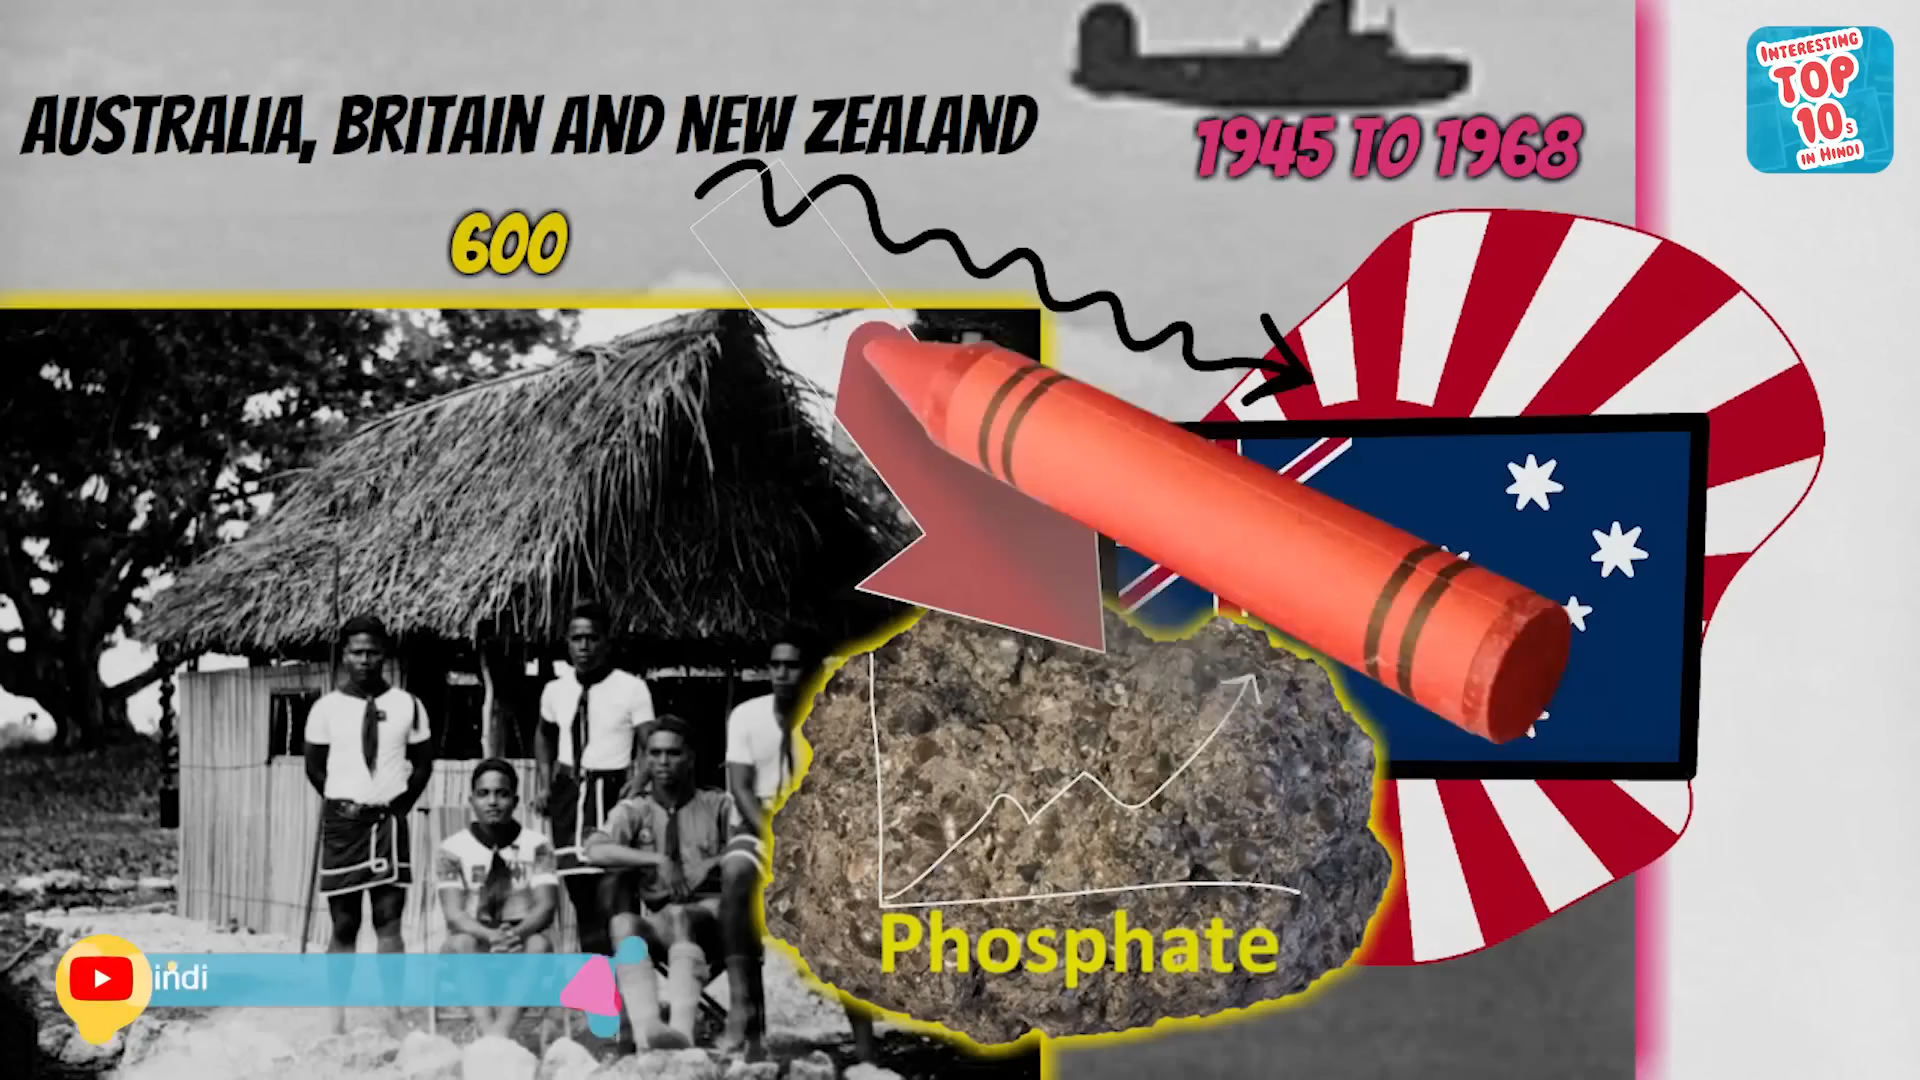 AUSTRALIA, BRITAIN AND NEW ZEALAND
1945 TO 1968
INTERESTING
TOP
10s
IN HINDI
600
Phosphate
indi